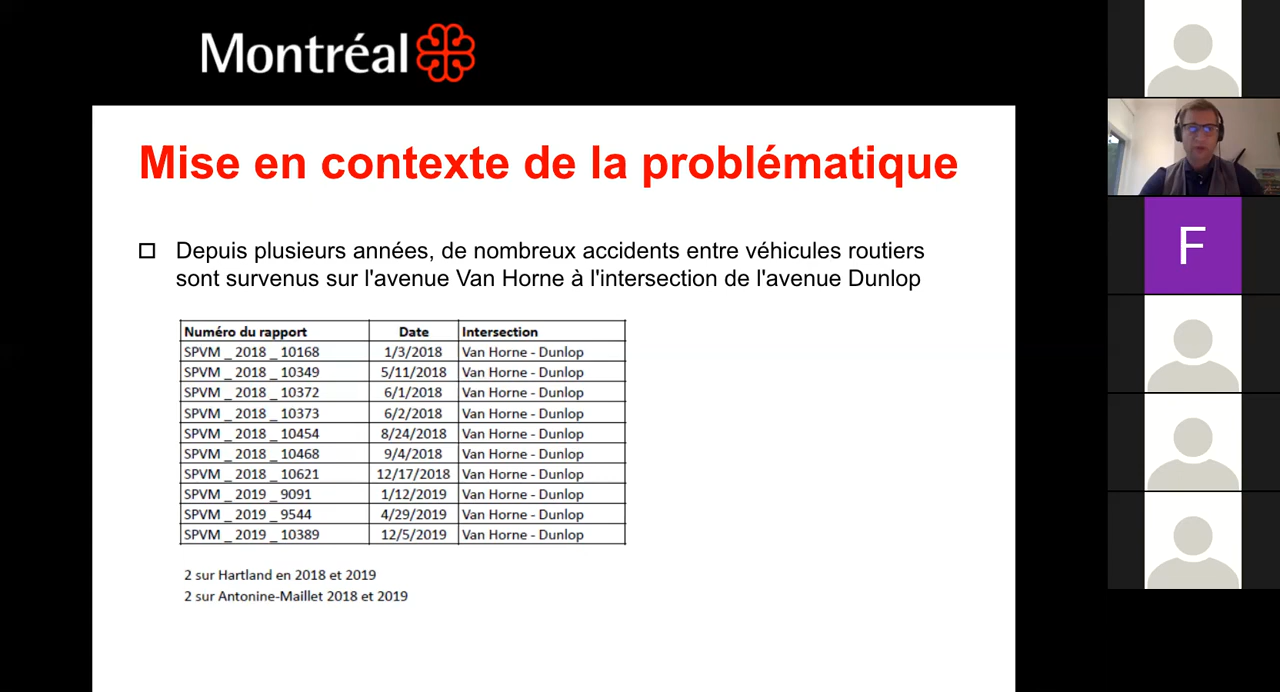 Montréal
Mise en contexte de la problématique
Depuis plusieurs années, de nombreux accidents entre véhicules routiers
sont survenus sur l'avenue Van Horne à l'intersection de l'avenue Dunlop
Numéro du rapport Date Intersection
SPVM _ 2018 _ 10168 1/3/2018 Van Horne - Dunlop
SPVM _ 2018 _ 10349 5/11/2018 Van Horne - Dunlop
SPVM _ 2018 _ 10372 6/1/2018 Van Horne - Dunlop
SPVM _ 2018 _ 10373 6/2/2018 Van Horne - Dunlop
SPVM _ 2018 _ 10454 8/24/2018 Van Horne - Dunlop
SPVM _ 2018 _ 10468 9/4/2018 Van Horne - Dunlop
SPVM _ 2018 _ 10621 12/17/2018 Van Horne - Dunlop
SPVM _ 2019 _ 9091 1/12/2019 Van Horne - Dunlop
SPVM _ 2019 _ 9544 4/29/2019 Van Horne - Dunlop
SPVM _ 2019 _ 10389 12/5/2019 Van Horne - Dunlop
2 sur Hartland en 2018 et 2019
2 sur Antonine-Maillet 2018 et 2019
F